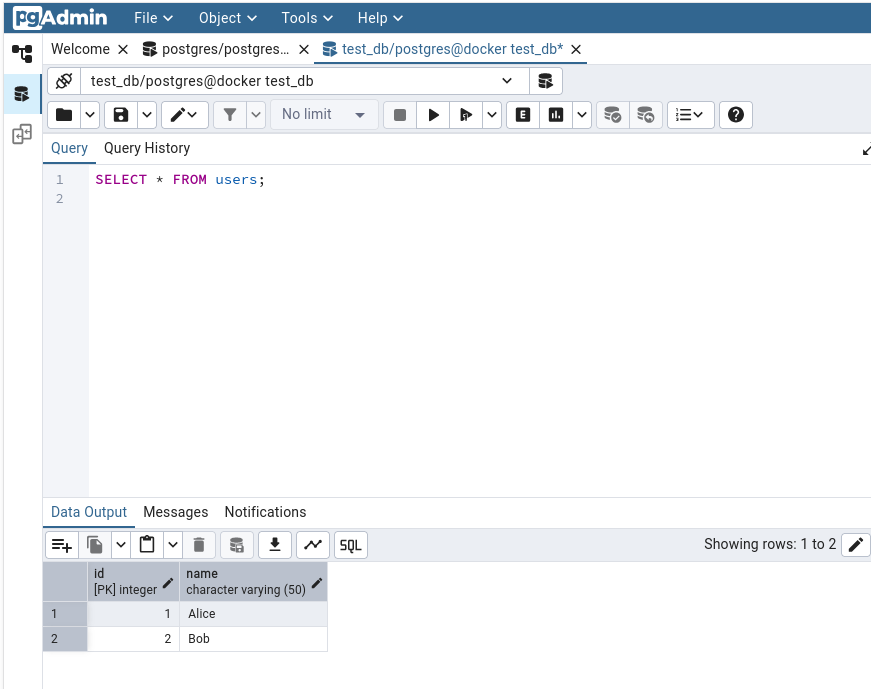 pgAdmin File Object Tools Help
Welcome postgres/postgres... test_db/postgres@docker test_db*
test_db/postgres@docker test_db
No limit E
Query Query History
1 SELECT * FROM users;
2
Data Output Messages Notifications
SQL Showing rows: 1 to 2
id name
[PK] integer character varying (50)
1 1 Alice
2 2 Bob